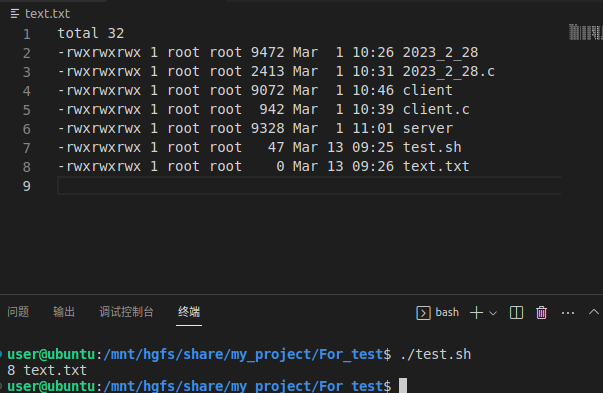 text.txt
1 total 32
2 -rwxrwxrwx 1 root root 9472 Mar  1 10:26 2023_2_28
3 -rwxrwxrwx 1 root root 2413 Mar  1 10:31 2023_2_28.c
4 -rwxrwxrwx 1 root root 9072 Mar  1 10:46 client
5 -rwxrwxrwx 1 root root  942 Mar  1 10:39 client.c
6 -rwxrwxrwx 1 root root 9328 Mar  1 11:01 server
7 -rwxrwxrwx 1 root root   47 Mar 13 09:25 test.sh
8 -rwxrwxrwx 1 root root    0 Mar 13 09:26 text.txt
9
问题 输出 调试控制台 终端 bash
user@ubuntu:/mnt/hgfs/share/my_project/For_test$ ./test.sh
8 text.txt
user@ubuntu:/mnt/hgfs/share/my_project/For_test$